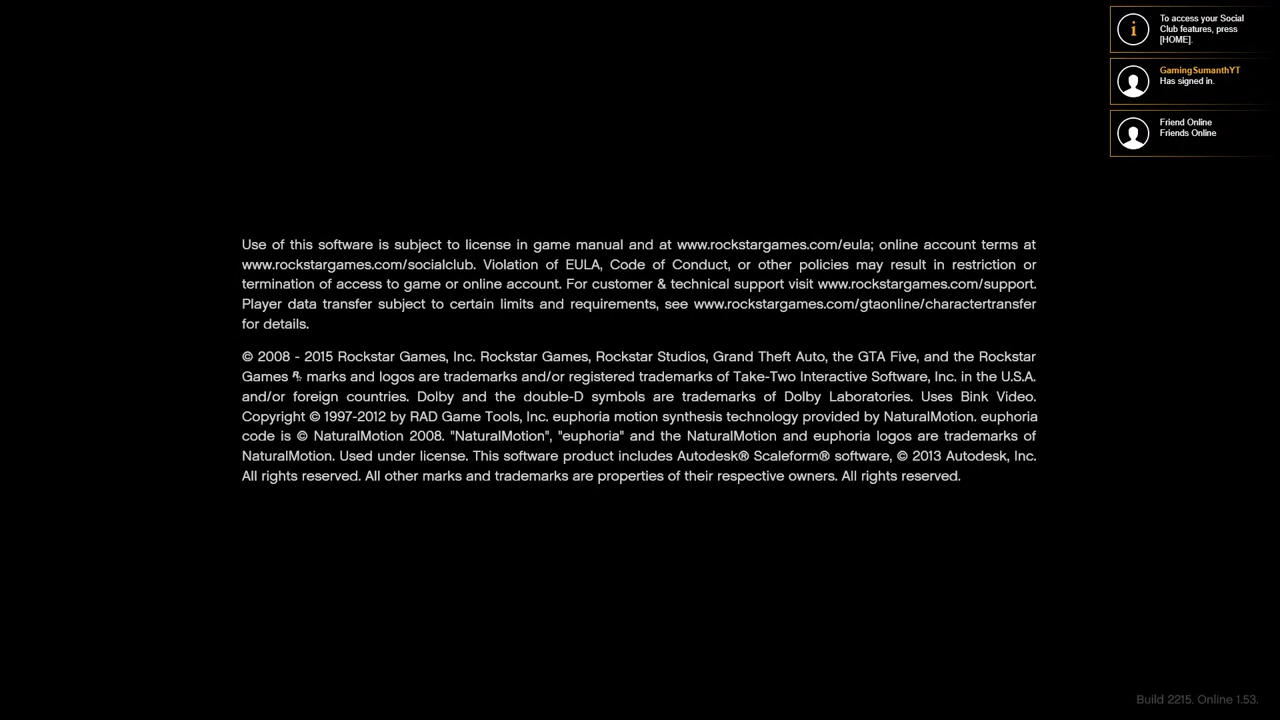 To access your Social
Club features, press
[HOME].
GamingSumanthYT
Has signed in.
Friend Online
Friends Online
Use of this software is subject to license in game manual and at www.rockstargames.com/eula; online account terms at
www.rockstargames.com/socialclub. Violation of EULA, Code of Conduct, or other policies may result in restriction or
termination of access to game or online account. For customer & technical support visit www.rockstargames.com/support.
Player data transfer subject to certain limits and requirements, see www.rockstargames.com/gtaonline/charactertransfer
for details.
© 2008 - 2015 Rockstar Games, Inc. Rockstar Games, Rockstar Studios, Grand Theft Auto, the GTA Five, and the Rockstar
Games R* marks and logos are trademarks and/or registered trademarks of Take-Two Interactive Software, Inc. in the U.S.A.
and/or foreign countries. Dolby and the double-D symbols are trademarks of Dolby Laboratories. Uses Bink Video.
Copyright © 1997-2012 by RAD Game Tools, Inc. euphoria motion synthesis technology provided by NaturalMotion. euphoria
code is © NaturalMotion 2008. "NaturalMotion", "euphoria" and the NaturalMotion and euphoria logos are trademarks of
NaturalMotion. Used under license. This software product includes Autodesk® Scaleform® software, © 2013 Autodesk, Inc.
All rights reserved. All other marks and trademarks are properties of their respective owners. All rights reserved.
Build 2215. Online 1.53.